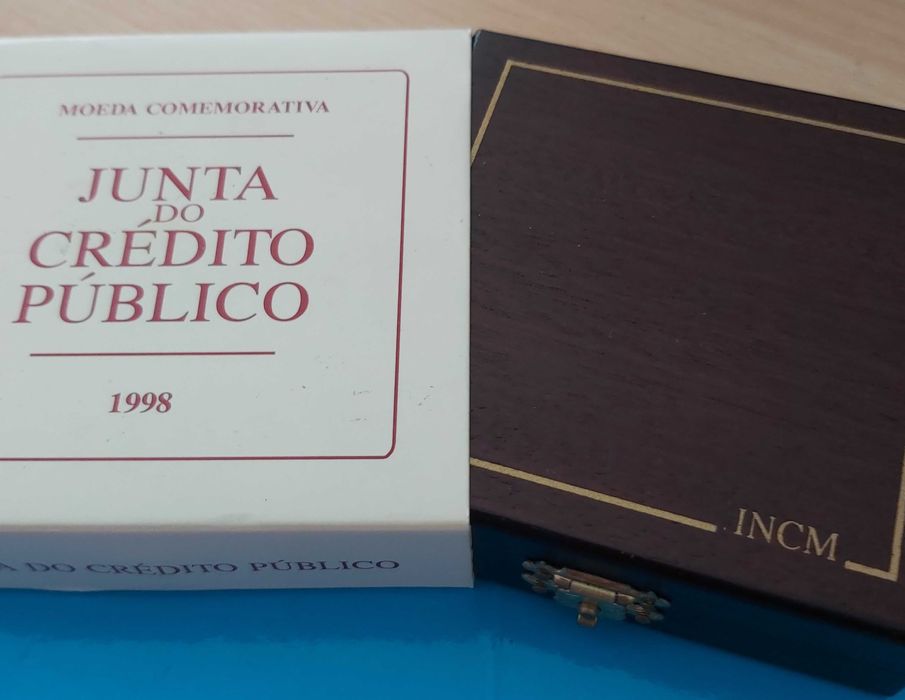 MOEDA COMEMORATIVA
JUNTA
DO
CRÉDITO
PÚBLICO
1998
A DO CRÉDITO PÚBLICO
INCM